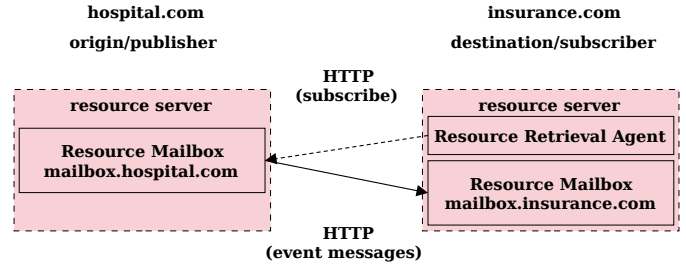 hospital.com
origin/publisher
insurance.com
destination/subscriber
HTTP
(subscribe)
resource server
Resource Mailbox
mailbox.hospital.com
resource server
Resource Retrieval Agent
Resource Mailbox
mailbox.insurance.com
HTTP
(event messages)